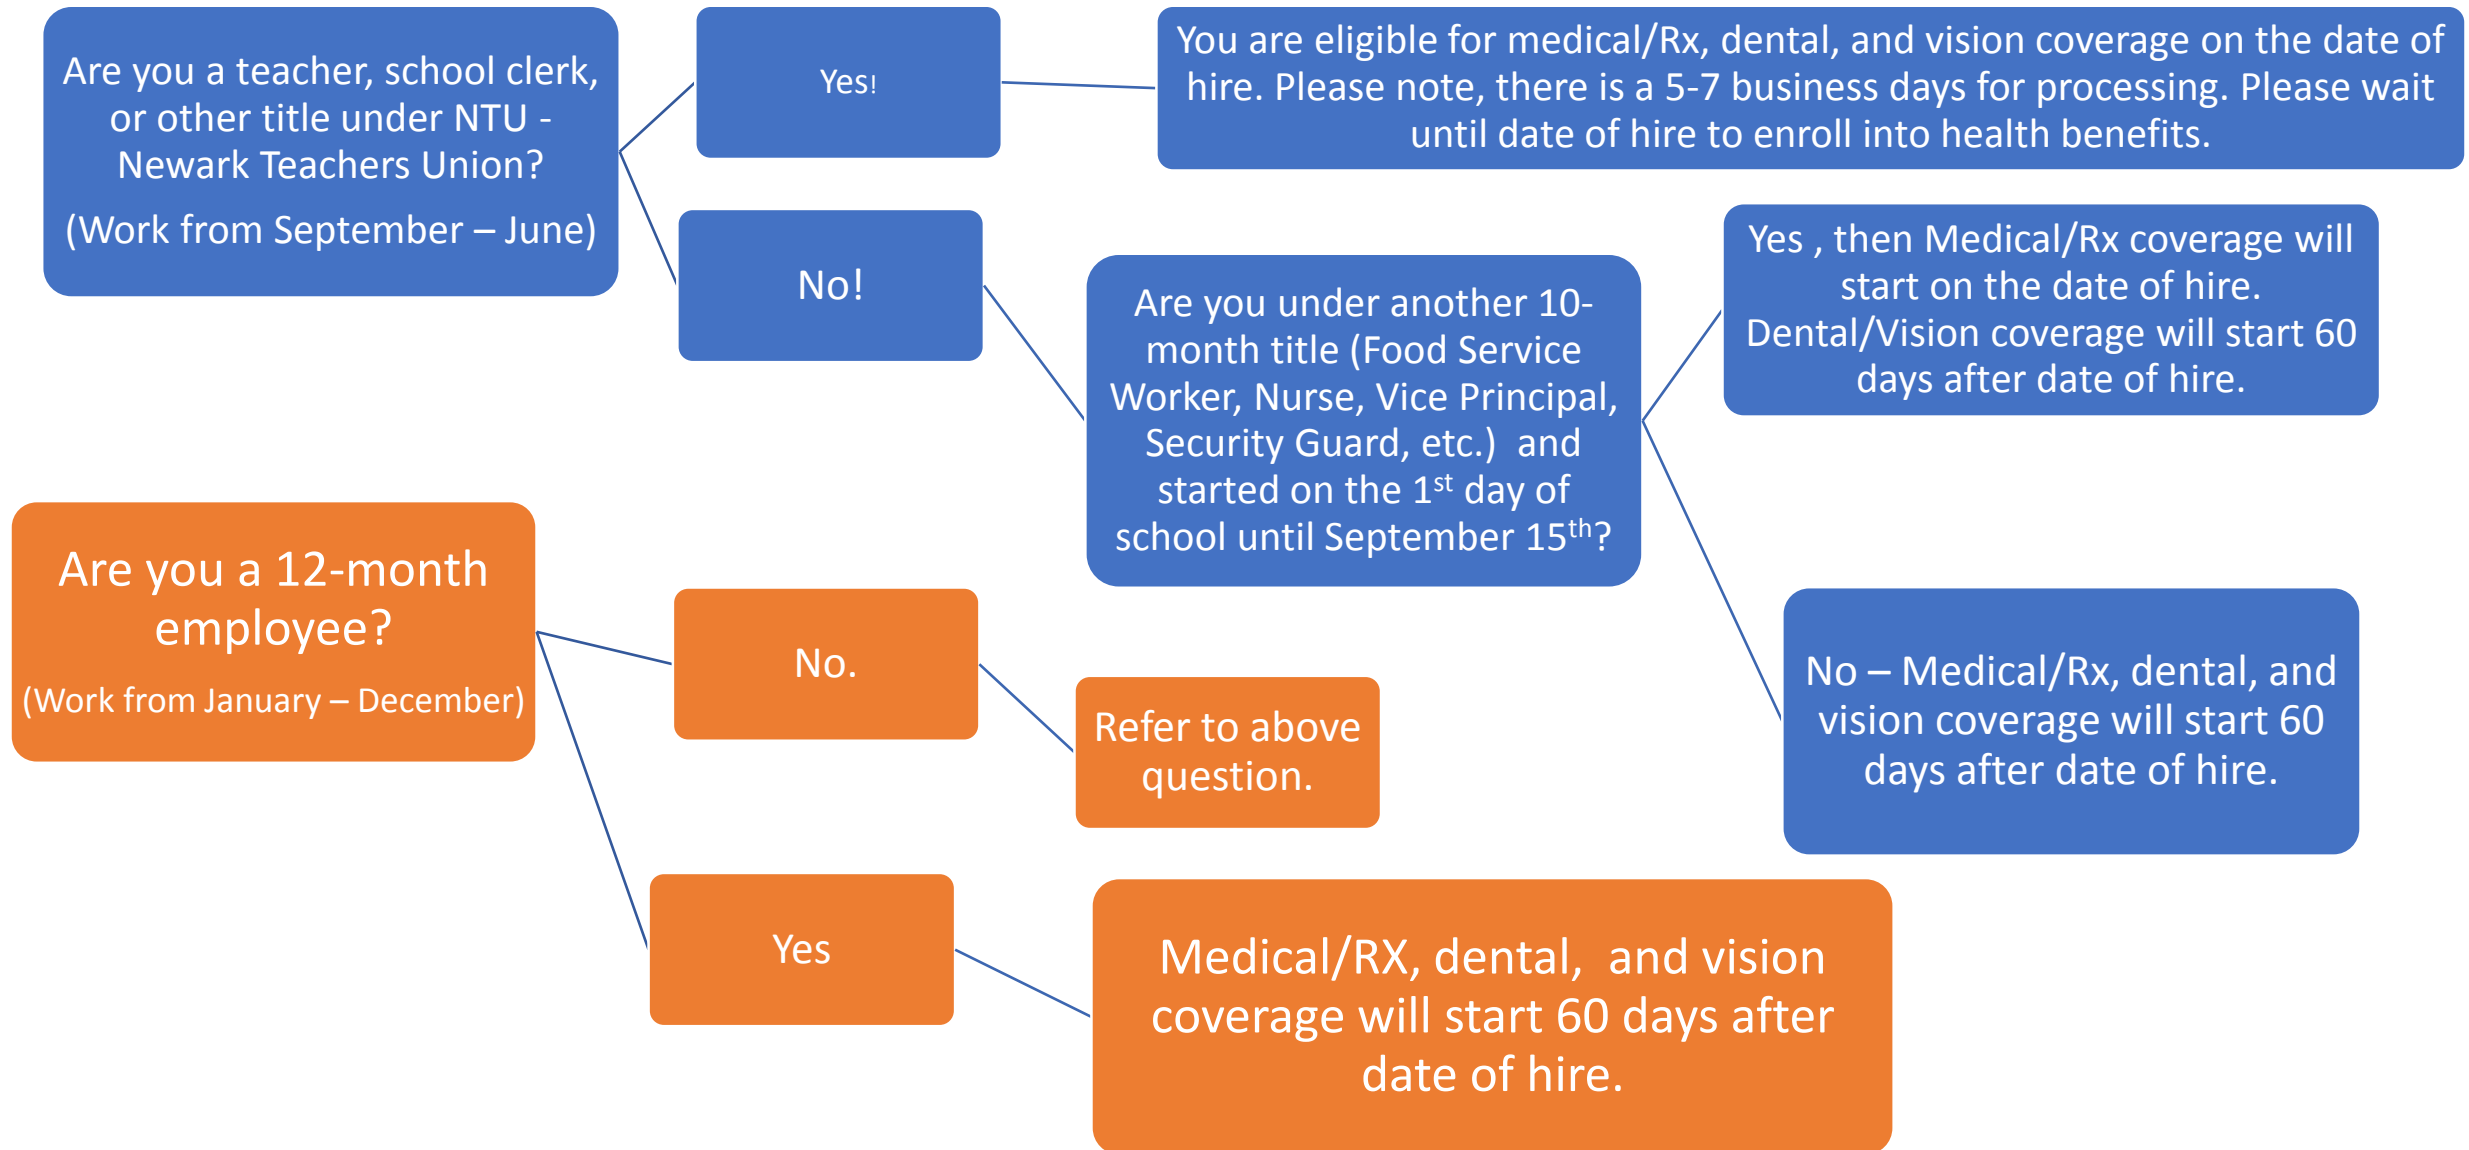 Are you a teacher, school clerk,
or other title under NTU -
Newark Teachers Union?
(Work from September – June)
Yes!
You are eligible for medical/Rx, dental, and vision coverage on the date of
hire. Please note, there is a 5-7 business days for processing. Please wait
until date of hire to enroll into health benefits.
No!
Are you under another 10-
month title (Food Service
Worker, Nurse, Vice Principal,
Security Guard, etc.)  and
started on the 1st day of
school until September 15th?
Yes , then Medical/Rx coverage will
start on the date of hire.
Dental/Vision coverage will start 60
days after date of hire.
No – Medical/Rx, dental, and
vision coverage will start 60
days after date of hire.
Are you a 12-month
employee?
(Work from January – December)
No.
Refer to above
question.
Yes
Medical/RX, dental,  and vision
coverage will start 60 days after
date of hire.